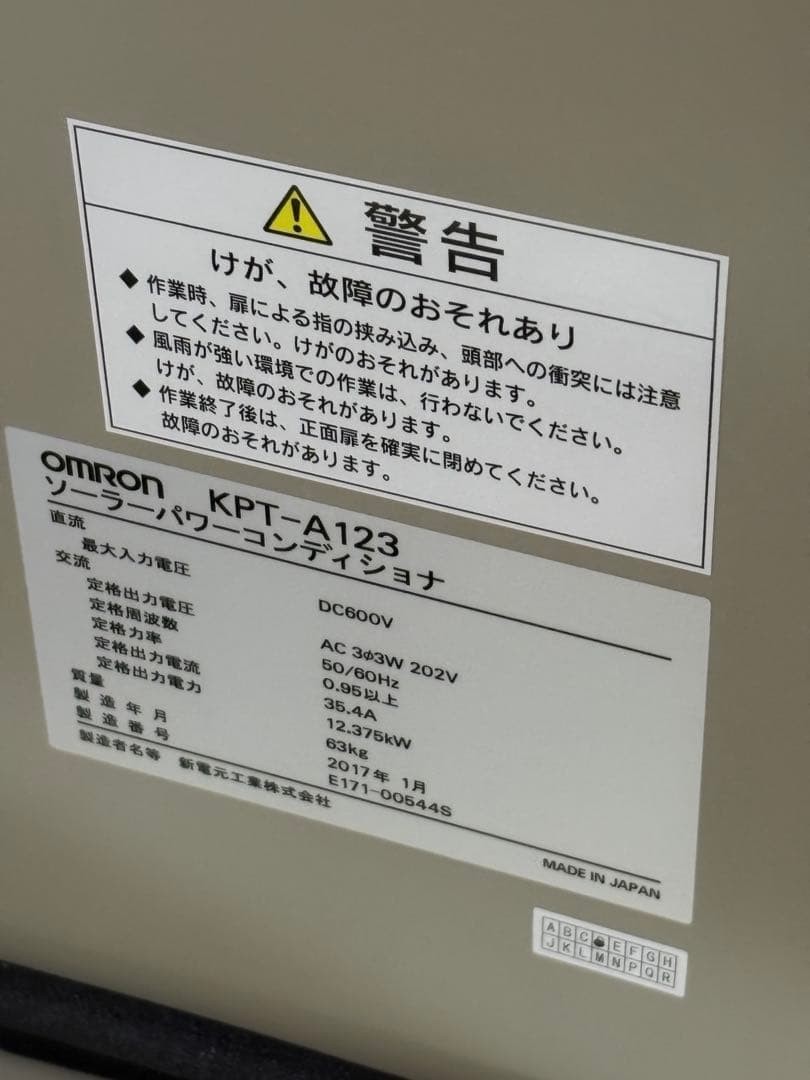 警告
けが、故障のおそれあり
◆ 作業時、扉による指の挟み込み、頭部への衝突には注意
してください。けがのおそれがあります。
◆ 風雨が強い環境での作業は、行わないでください。
けが、故障のおそれがあります。
◆ 作業終了後は、正面扉を確実に閉めてください。
故障のおそれがあります。
OMRON KPT-A123
ソーラーパワーコンディショナ
直流
最大入力電圧 DC600V
交流
定格出力電圧 AC 3φ3W 202V
定格周波数 50/60Hz
定格力率 0.95以上
定格出力電流 35.4A
定格出力電力 12.375kW
質量 63kg
製造年月 2017年 1月
製造番号 E171-00544S
製造者名等 新電元工業株式会社
MADE IN JAPAN
A B C E F G H
J K L M N P Q R